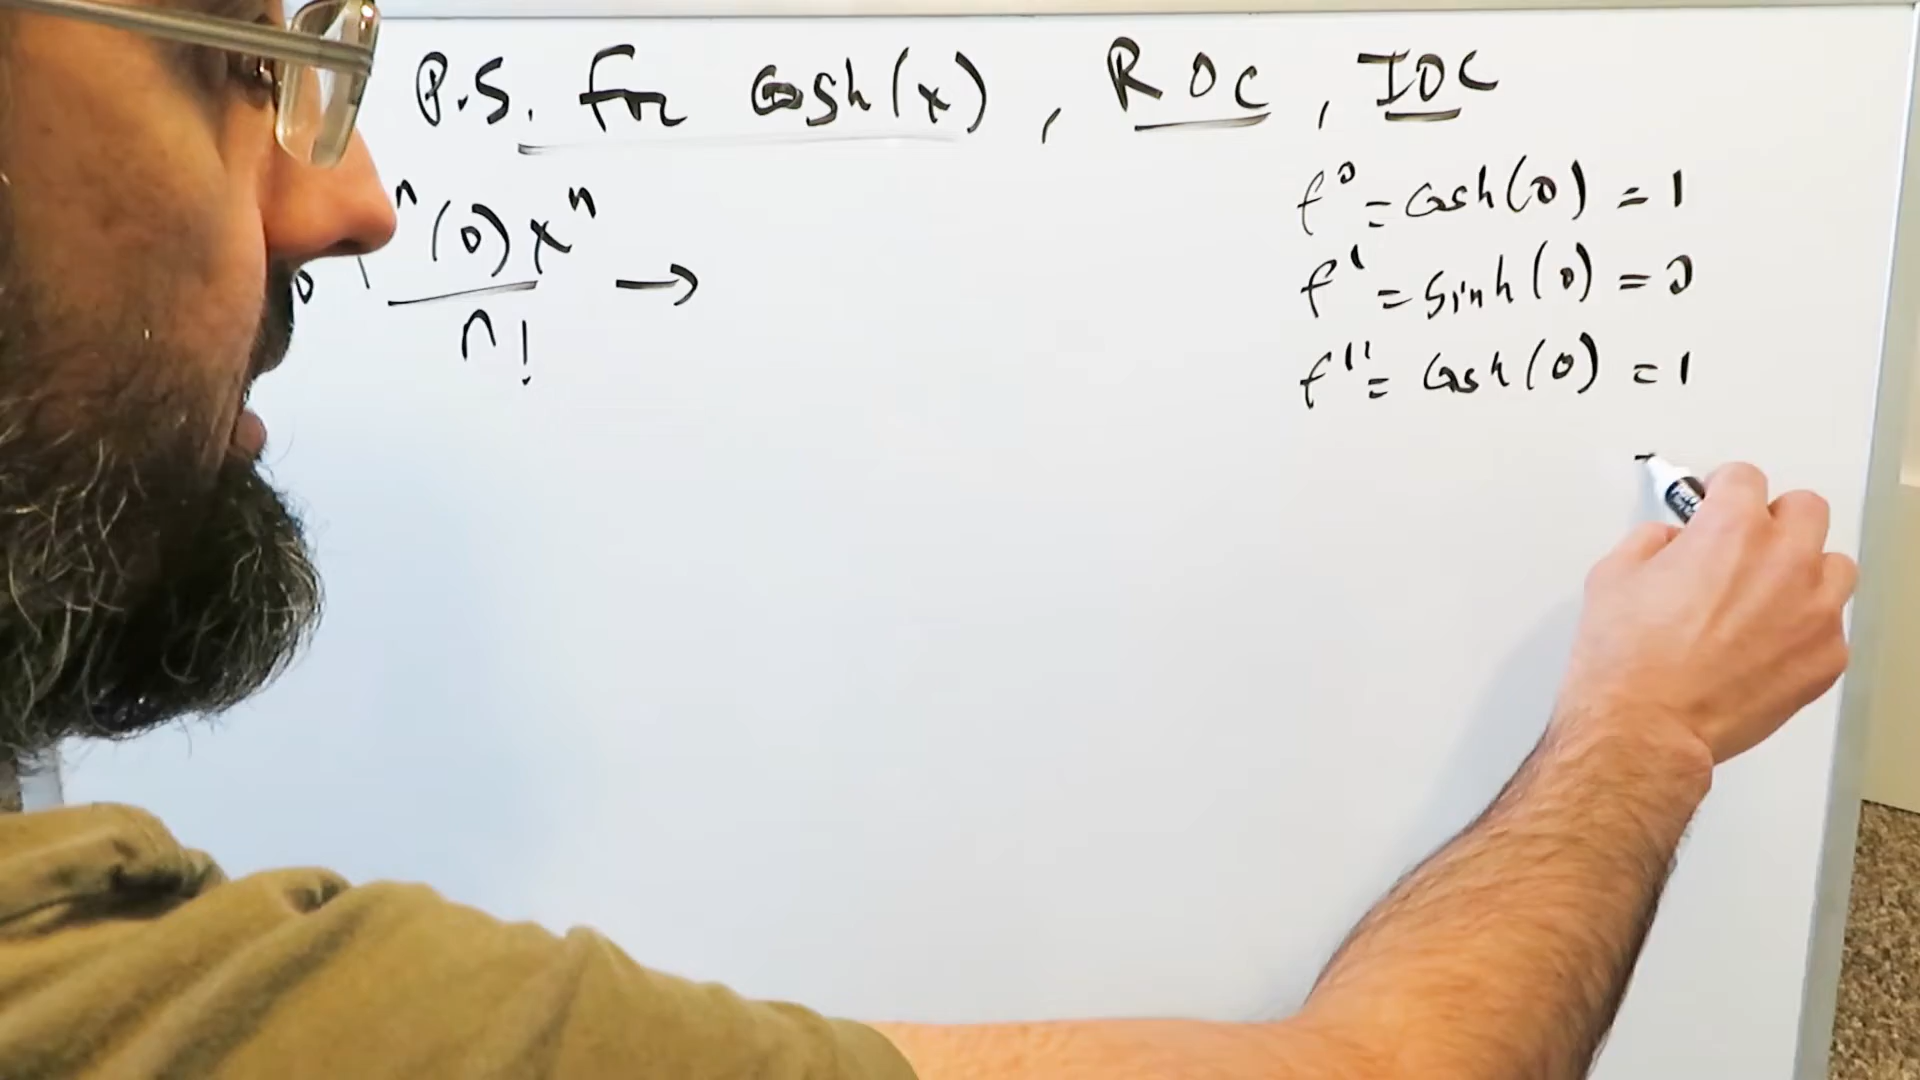 P.S. For cosh(x), ROC, IOC
n (0) x^n →
n!
f^0 = cosh(0) = 1
f' = sinh(0) = 0
f'' = cosh(0) = 1